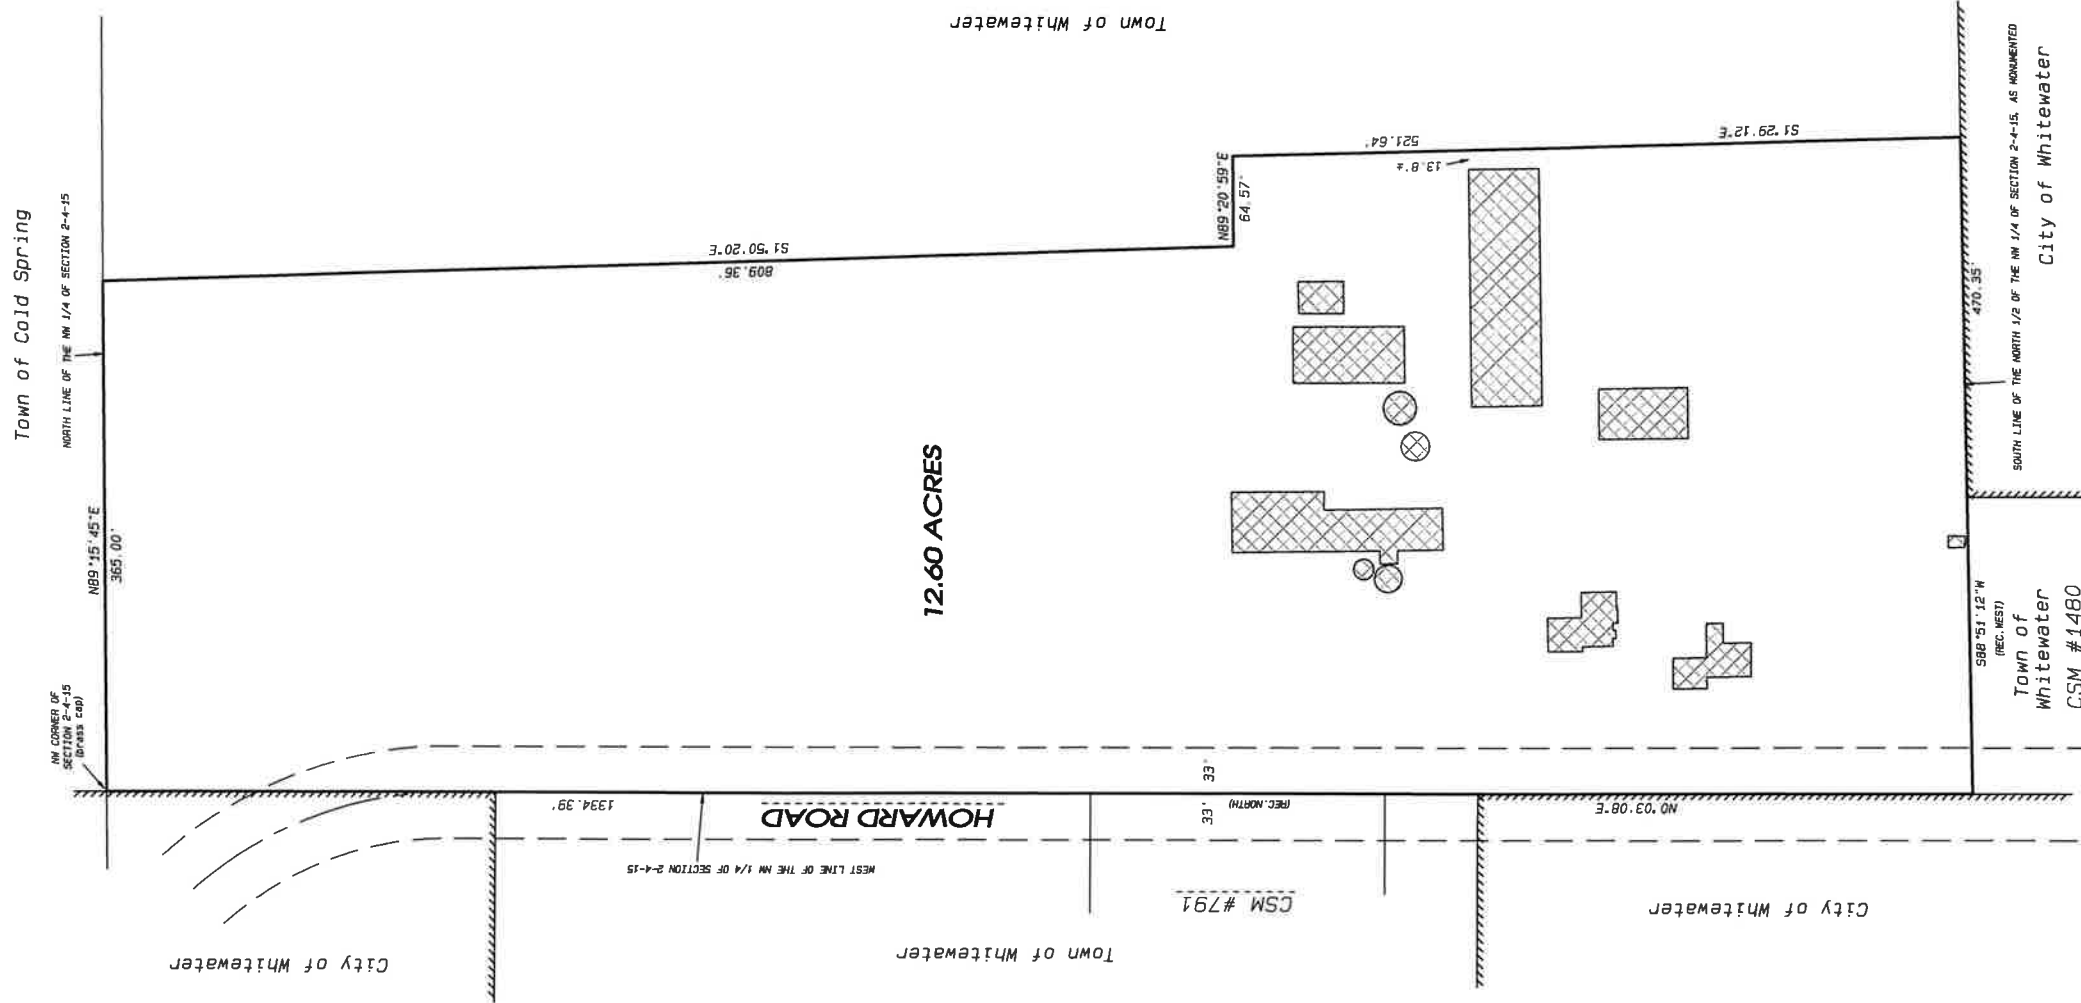 Town of Cold Spring
NORTH LINE OF THE NW 1/4 OF SECTION 2-4-15
N89°15'45"E
365.00'
NW CORNER OF
SECTION 2-4-15
(brass cap)
Town of Whitewater
S1°50'20"E
809.36'
N89°20'59"E
64.57'
521.64'
S1°29'12"E
13.8'±
12.60 ACRES
33'
33'
(REC.NORTH)
N0°03'08"E
1334.39'
HOWARD ROAD
WEST LINE OF THE NW 1/4 OF SECTION 2-4-15
CSM #791
City of Whitewater
Town of Whitewater
City of Whitewater
470.35'
S88°51'12"W
(REC.WEST)
SOUTH LINE OF THE NORTH 1/2 OF THE NW 1/4 OF SECTION 2-4-15, AS MONUMENTED
City of Whitewater
Town of
Whitewater
CSM #1480